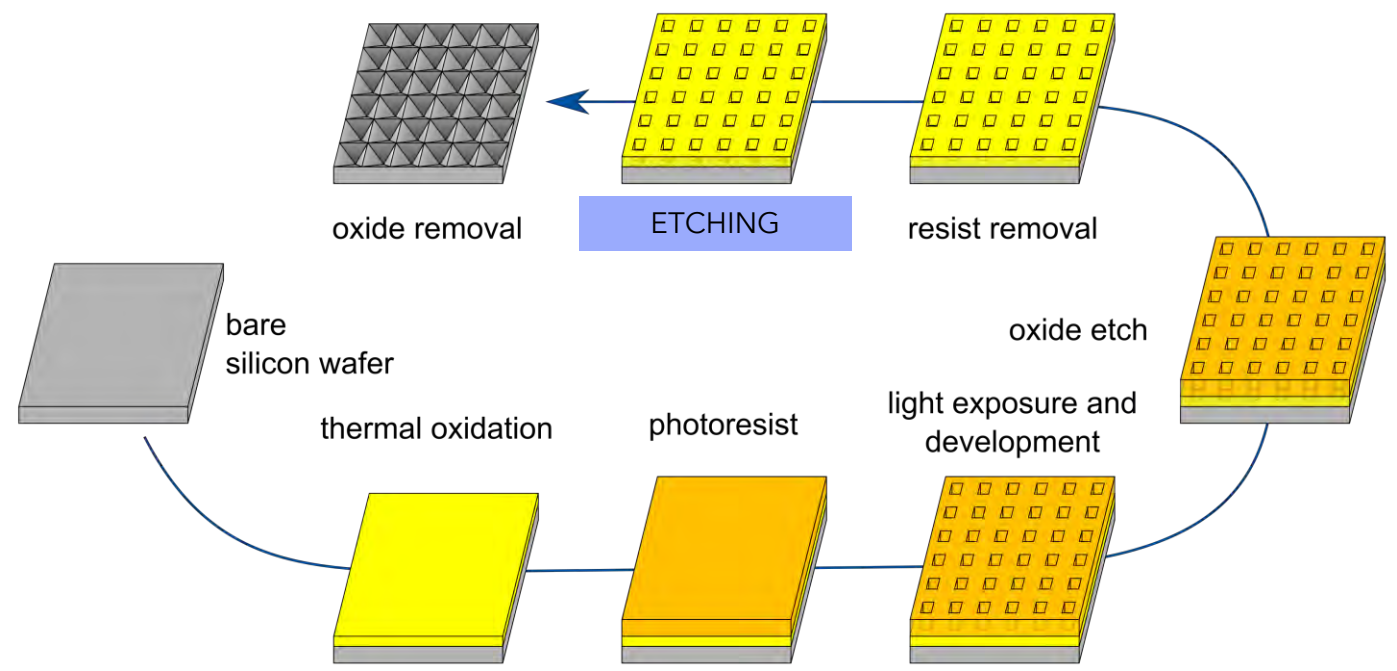 oxide removal
ETCHING
resist removal
bare
silicon wafer
oxide etch
thermal oxidation
photoresist
light exposure and
development